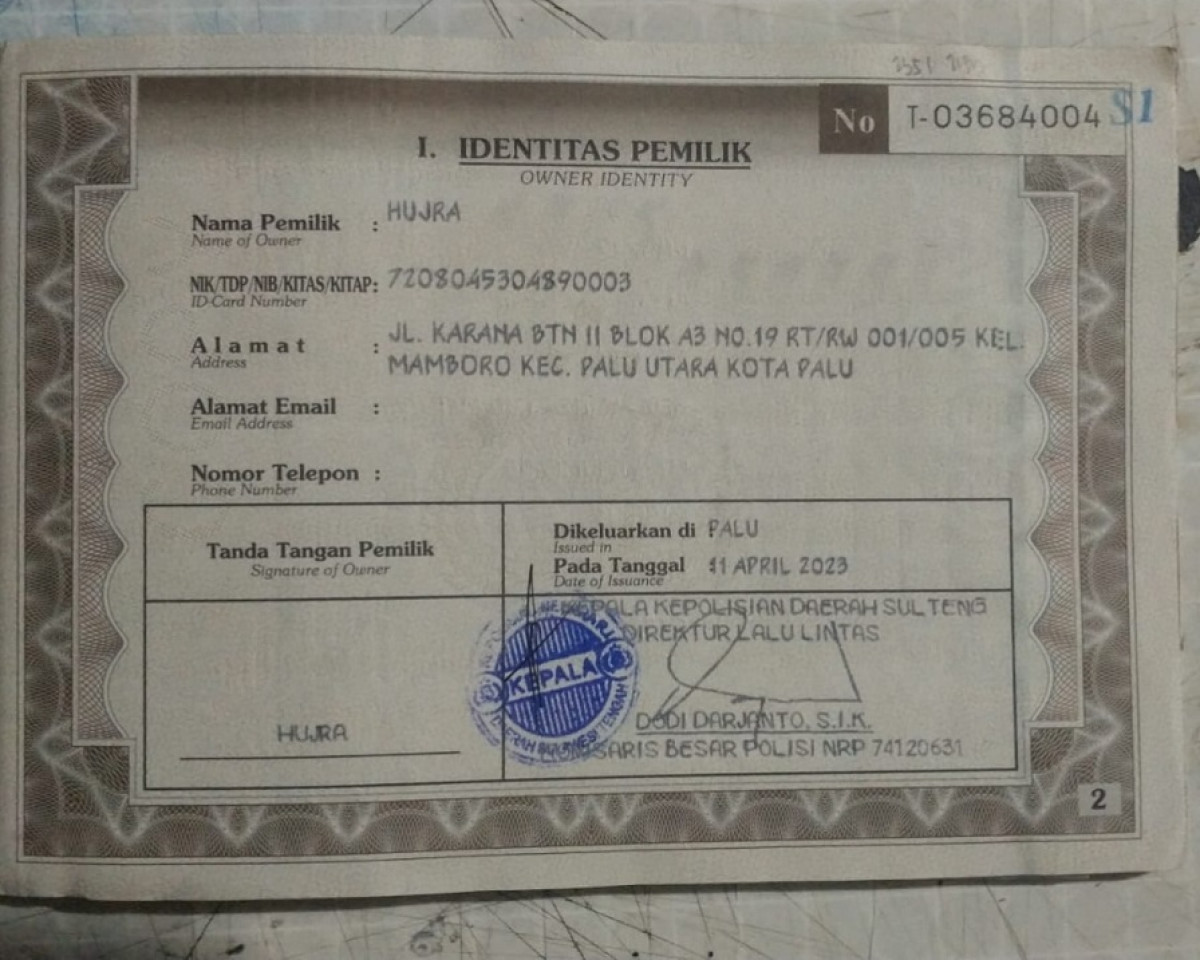 No T-03684004 S1
I. IDENTITAS PEMILIK
OWNER IDENTITY
Nama Pemilik : HUJRA
Name of Owner
NIK/TDP/NIB/KITAS/KITAP: 7208045304890003
ID Card Number
Alamat : JL. KARANA BTN II BLOK A3 NO.19 RT/RW 001/005 KEL.
Address
MAMBORO KEC. PALU UTARA KOTA PALU
Alamat Email :
Email Address
Nomor Telepon :
Phone Number
Tanda Tangan Pemilik
Signature of Owner
Dikeluarkan di PALU
Issued in
Pada Tanggal 11 APRIL 2023
Date of Issuance
KEPALA KEPOLISIAN DAERAH SULTENG
DIREKTUR LALU LINTAS
KEPALA
DAERAH SULAWESI TENGAH
HUJRA
DODI DARJANTO, S.I.K.
KOMISARIS BESAR POLISI NRP 74120631
2